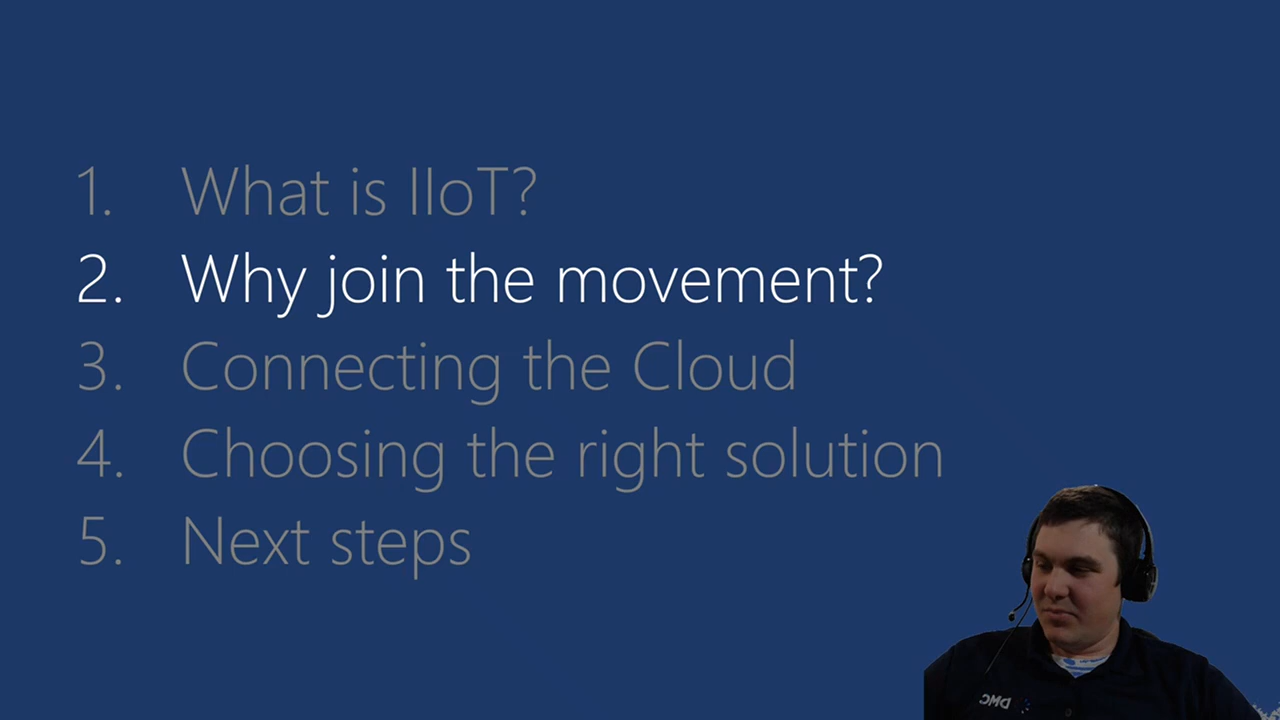 1. What is IIoT?
2. Why join the movement?
3. Connecting the Cloud
4. Choosing the right solution
5. Next steps
DMC